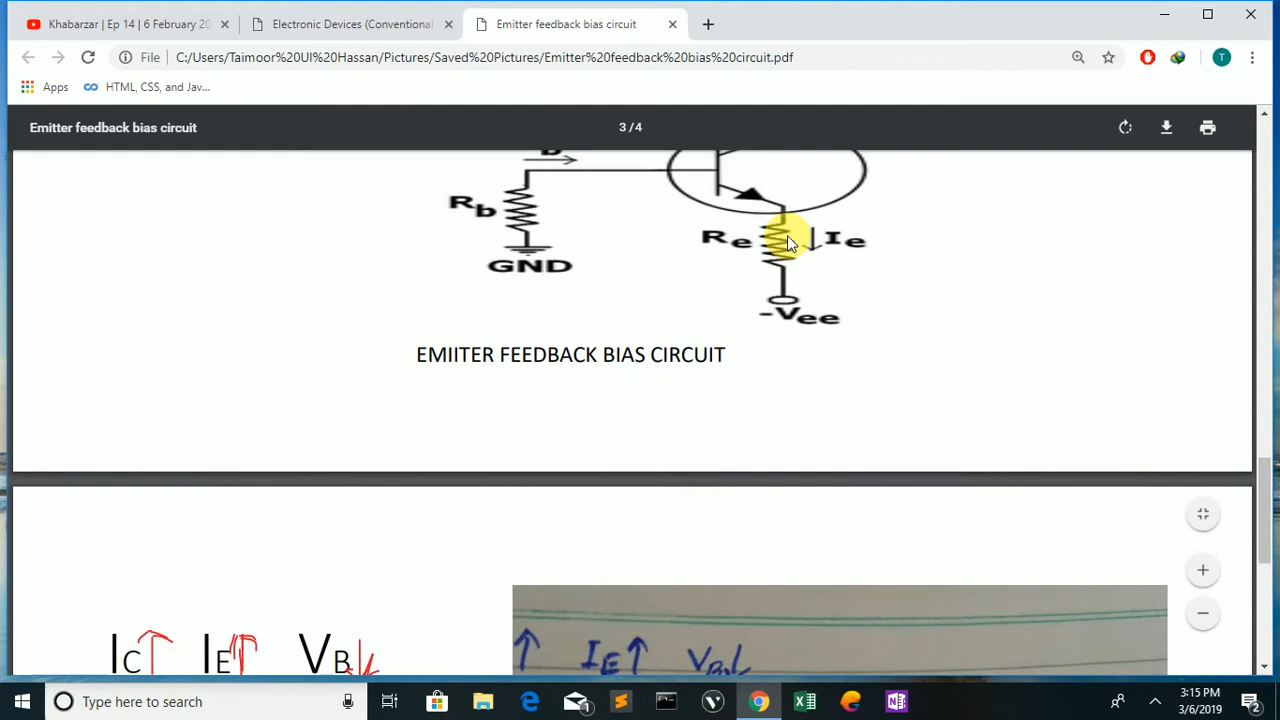 Khabarzar | Ep 14 | 6 February 20
Electronic Devices (Conventional
Emitter feedback bias circuit
File
C:/Users/Taimoor%20Ul%20Hassan/Pictures/Saved%20Pictures/Emitter%20feedback%20bias%20circuit.pdf
T
Apps
HTML, CSS, and Jav...
Emitter feedback bias circuit
3 / 4
Rb
GND
Re
Ie
-Vee
EMIITER FEEDBACK BIAS CIRCUIT
IC↑ IE↑ VB↓
↑ IE↑
Type here to search
1
3:15 PM
3/6/2019
2